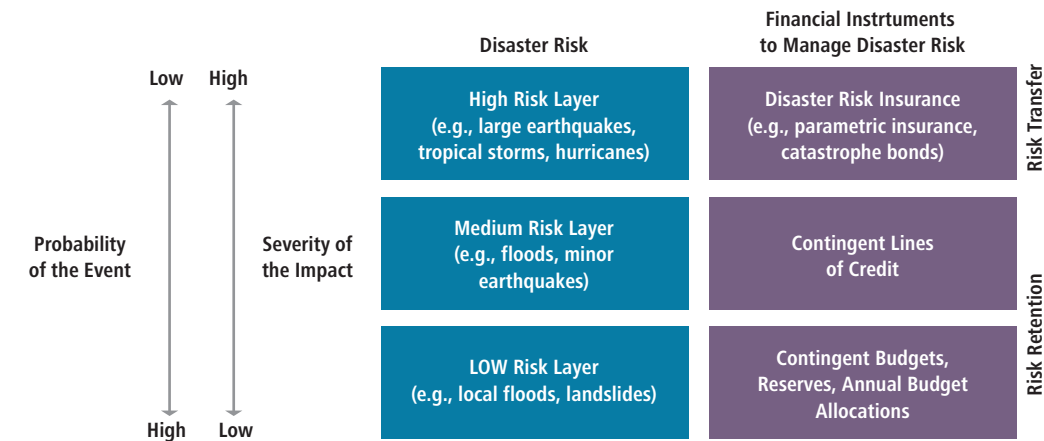 Financial Instrtuments
to Manage Disaster Risk
Disaster Risk
Low High
High Risk Layer
(e.g., large earthquakes,
tropical storms, hurricanes)
Disaster Risk Insurance
(e.g., parametric insurance,
catastrophe bonds)
Risk Transfer
Probability
of the Event
Severity of
the Impact
Medium Risk Layer
(e.g., floods, minor
earthquakes)
Contingent Lines
of Credit
LOW Risk Layer
(e.g., local floods, landslides)
Contingent Budgets,
Reserves, Annual Budget
Allocations
Risk Retention
High Low